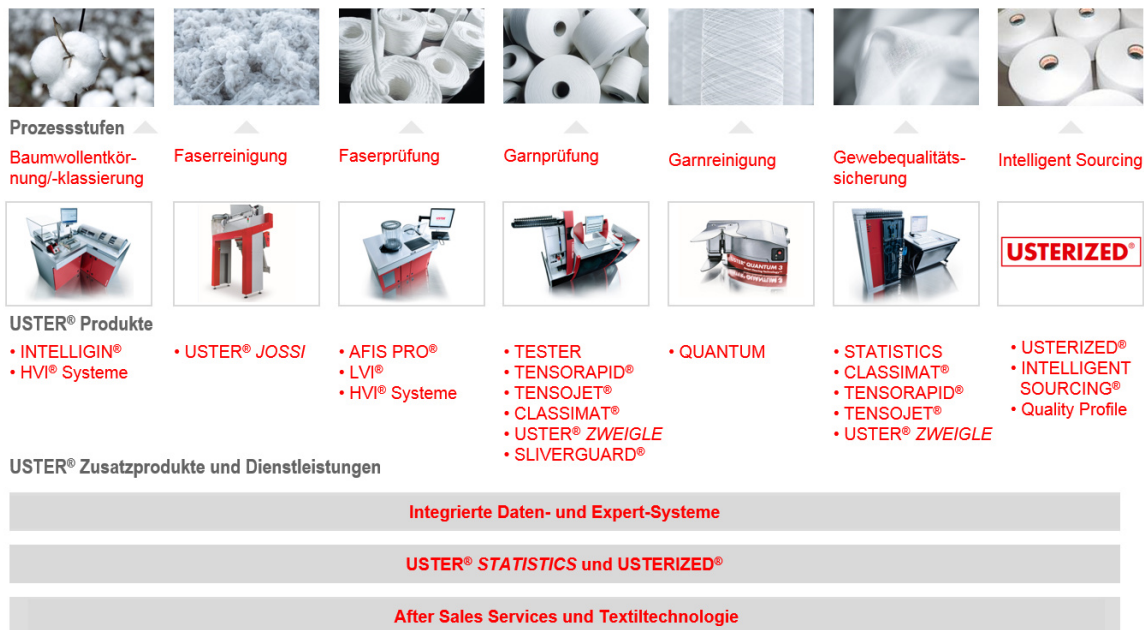 Prozessstufen
Baumwollentkör-
nung/-klassierung
Faserreinigung
Faserprüfung
Garnprüfung
Garnreinigung
Gewebequalitäts-
sicherung
Intelligent Sourcing
USTER® QUANTUM 3
USTERIZED®
USTER® Produkte
• INTELLIGIN®
• HVI® Systeme
• USTER® JOSSI
• AFIS PRO®
• LVI®
• HVI® Systeme
• TESTER
• TENSORAPID®
• TENSOJET®
• CLASSIMAT®
• USTER® ZWEIGLE
• SLIVERGUARD®
• QUANTUM
• STATISTICS
• CLASSIMAT®
• TENSORAPID®
• TENSOJET®
• USTER® ZWEIGLE
• USTERIZED®
• INTELLIGENT
SOURCING®
• Quality Profile
USTER® Zusatzprodukte und Dienstleistungen
Integrierte Daten- und Expert-Systeme
USTER® STATISTICS und USTERIZED®
After Sales Services und Textiltechnologie